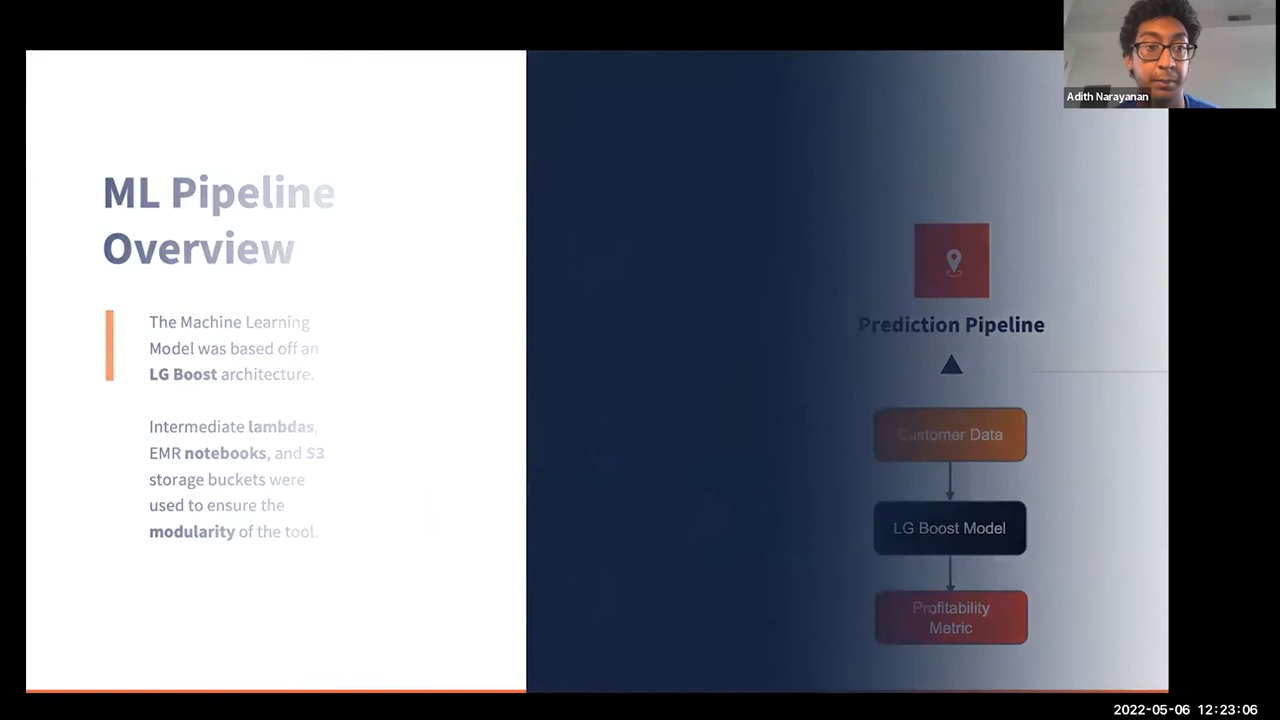 Adith Narayanan
ML Pipeline
Overview
The Machine Learning
Model was based off an
LG Boost architecture.
Intermediate lambdas,
EMR notebooks, and S3
storage buckets were
used to ensure the
modularity of the tool.
Prediction Pipeline
Customer Data
LG Boost Model
Profitability
Metric
2022-05-06 12:23:06